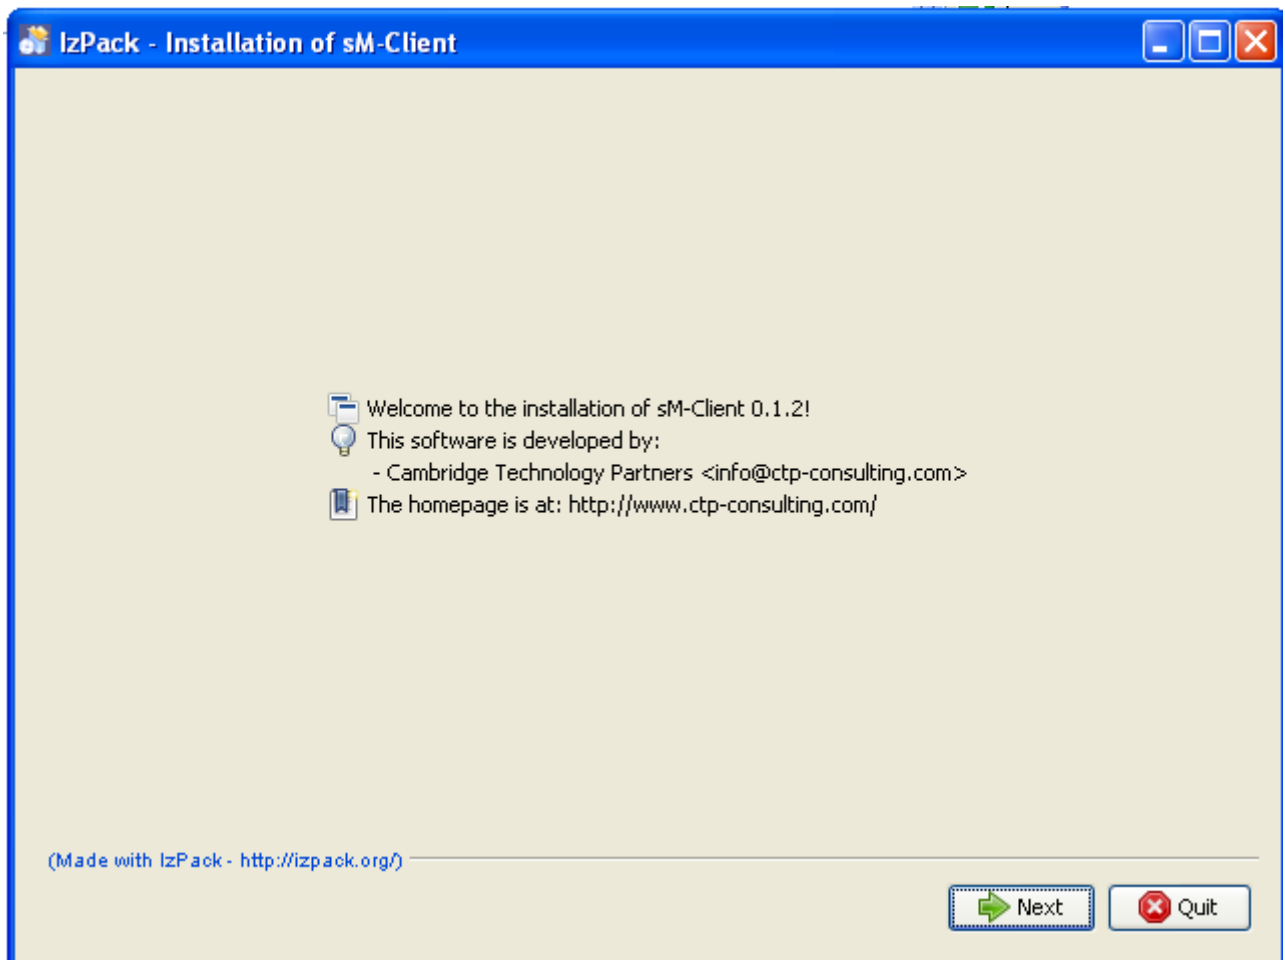 IzPack - Installation of sM-Client
Welcome to the installation of sM-Client 0.1.2!
This software is developed by:
- Cambridge Technology Partners <info@ctp-consulting.com>
The homepage is at: http://www.ctp-consulting.com/
(Made with IzPack - http://izpack.org/)
Next
Quit